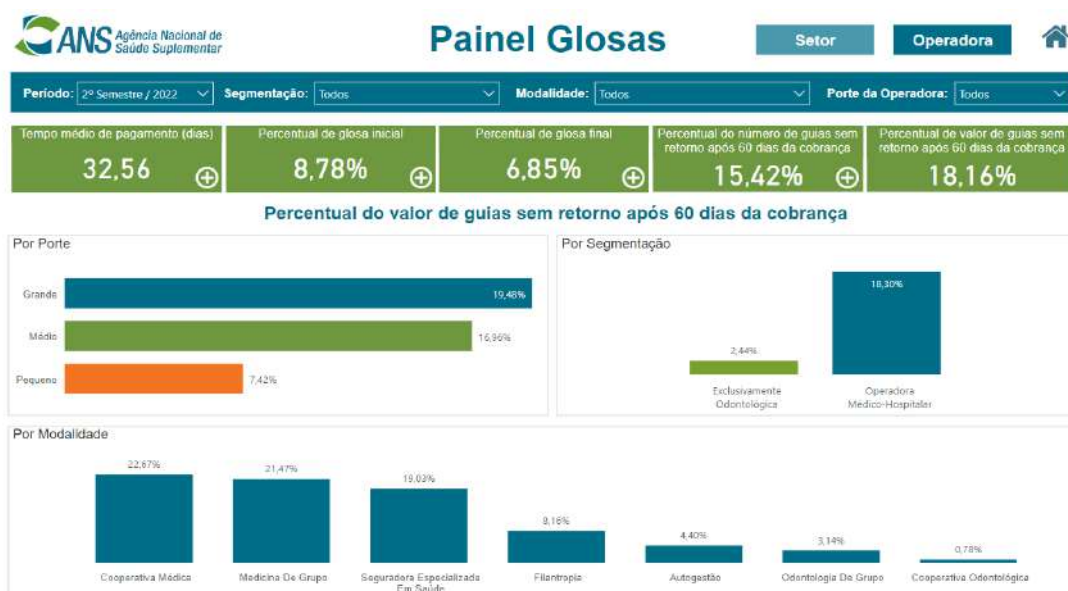 ANS Agência Nacional de
Saúde Suplementar
Painel Glosas
Setor
Operadora
Período: 2º Semestre / 2022
Segmentação: Todos
Modalidade: Todos
Porte da Operadora: Todos
Tempo médio de pagamento (dias)
32,56
Percentual de glosa inicial
8,78%
Percentual de glosa final
6,85%
Percentual do número de guias sem
retorno após 60 dias da cobrança
15,42%
Percentual de valor de guias sem
retorno após 60 dias da cobrança
18,16%
Percentual do valor de guias sem retorno após 60 dias da cobrança
Por Porte
Grande
19,48%
Médio
16,96%
Pequeno
7,42%
Por Segmentação
2,44%
18,30%
Exclusivamente
Odontológica
Operadora
Médico-Hospitalar
Por Modalidade
22,67%
21,47%
19,03%
8,16%
4,40%
3,14%
0,78%
Cooperativa Médica
Medicina De Grupo
Seguradora Especializada
Em Saúde
Filantropia
Autogestão
Odontologia De Grupo
Cooperativa Odontológica